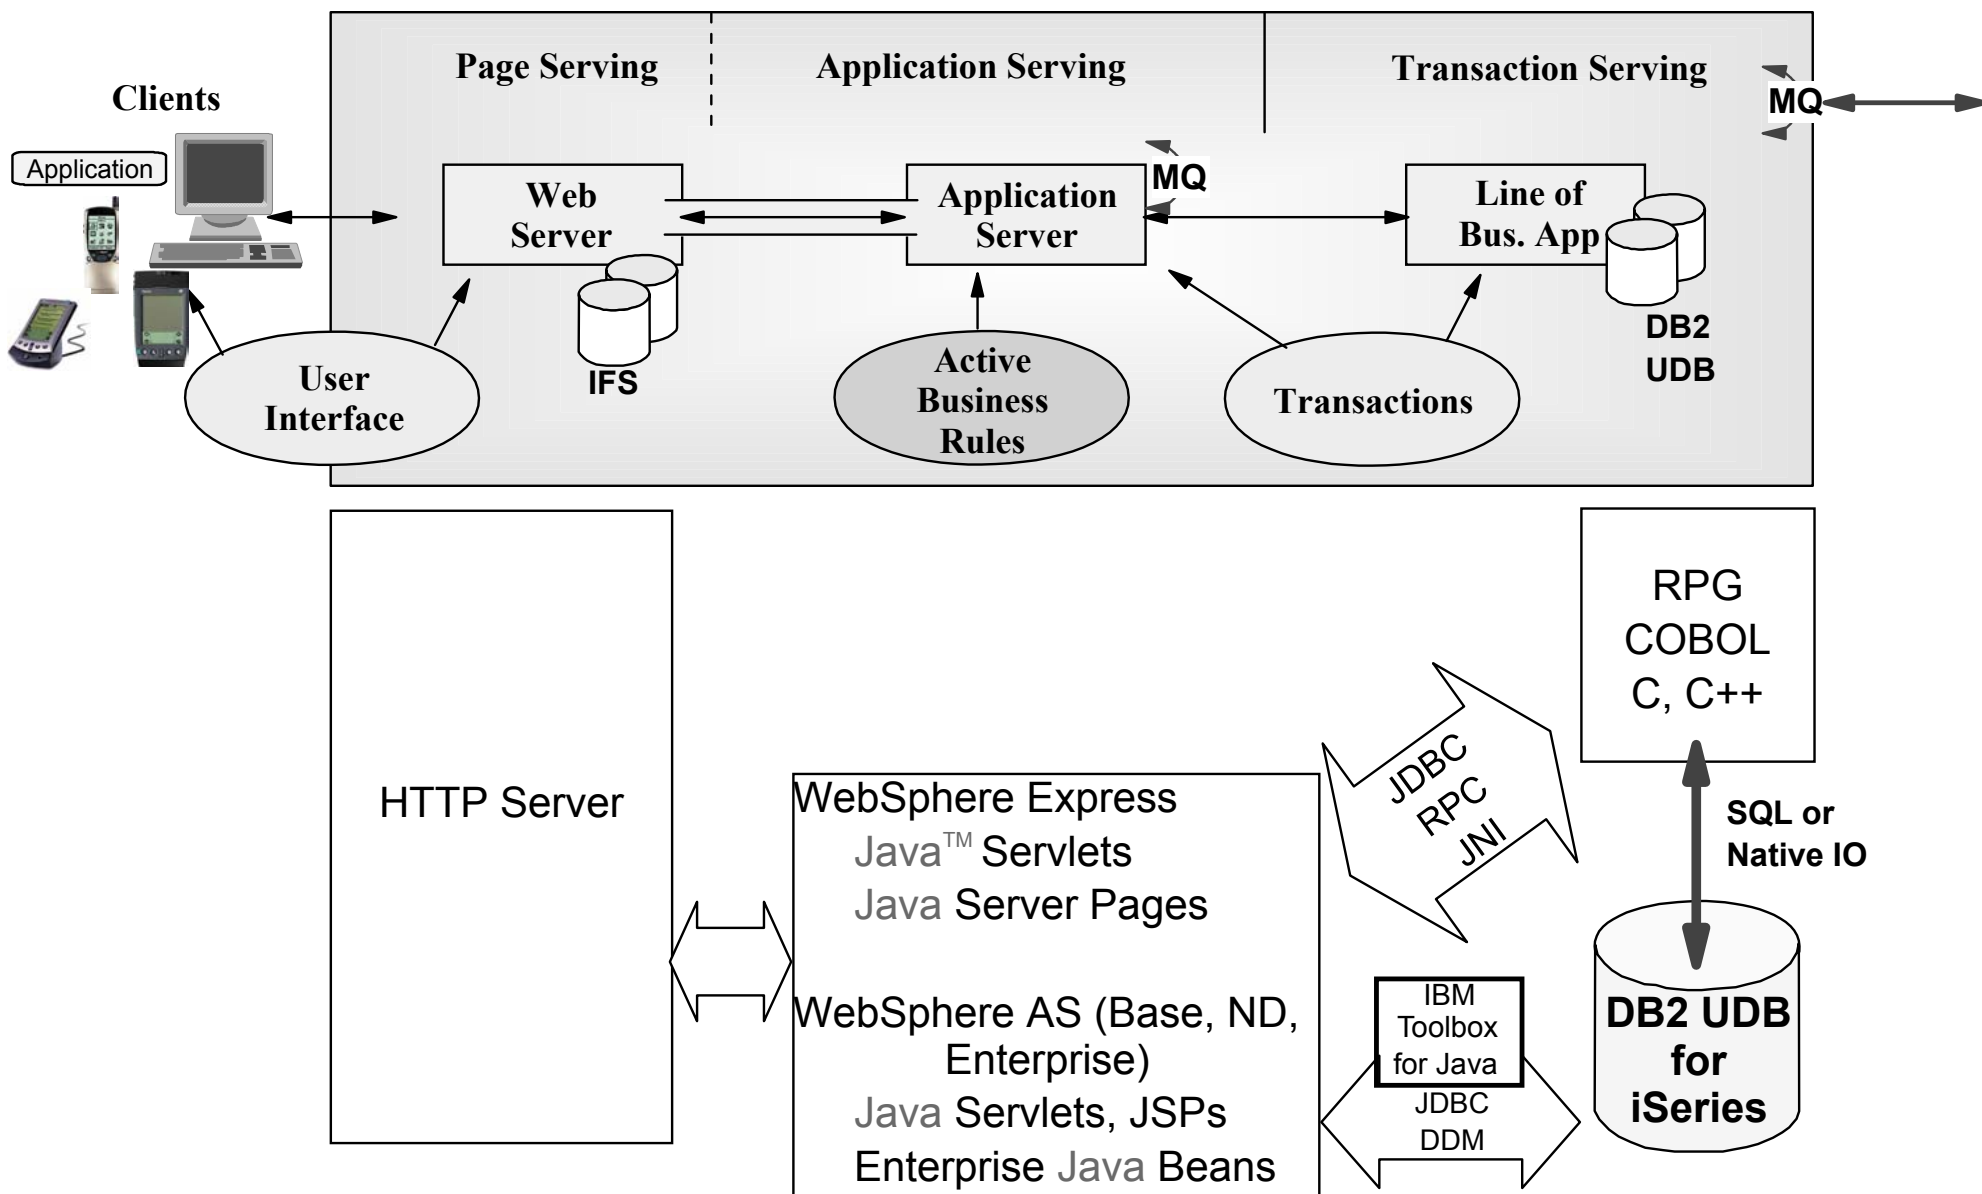 Page Serving
Application Serving
Transaction Serving
Clients
MQ
Application
MQ
Web
Server
Application
Server
Line of
Bus. App
IFS
DB2
UDB
User
Interface
Active
Business
Rules
Transactions
HTTP Server
WebSphere Express
Java™ Servlets
Java Server Pages
WebSphere AS (Base, ND,
Enterprise)
Java Servlets, JSPs
Enterprise Java Beans
JDBC
RPC
JNI
RPG
COBOL
C, C++
SQL or
Native IO
IBM
Toolbox
for Java
JDBC
DDM
DB2 UDB
for
iSeries